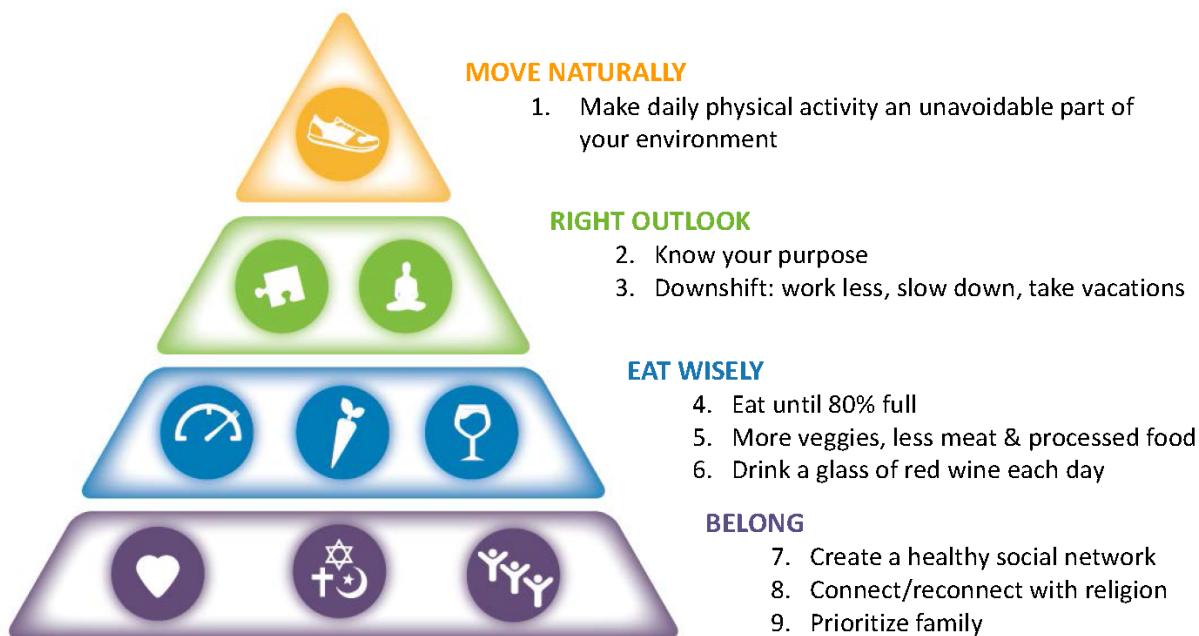 MOVE NATURALLY
1. Make daily physical activity an unavoidable part of
your environment
RIGHT OUTLOOK
2. Know your purpose
3. Downshift: work less, slow down, take vacations
EAT WISELY
4. Eat until 80% full
5. More veggies, less meat & processed food
6. Drink a glass of red wine each day
BELONG
7. Create a healthy social network
8. Connect/reconnect with religion
9. Prioritize family